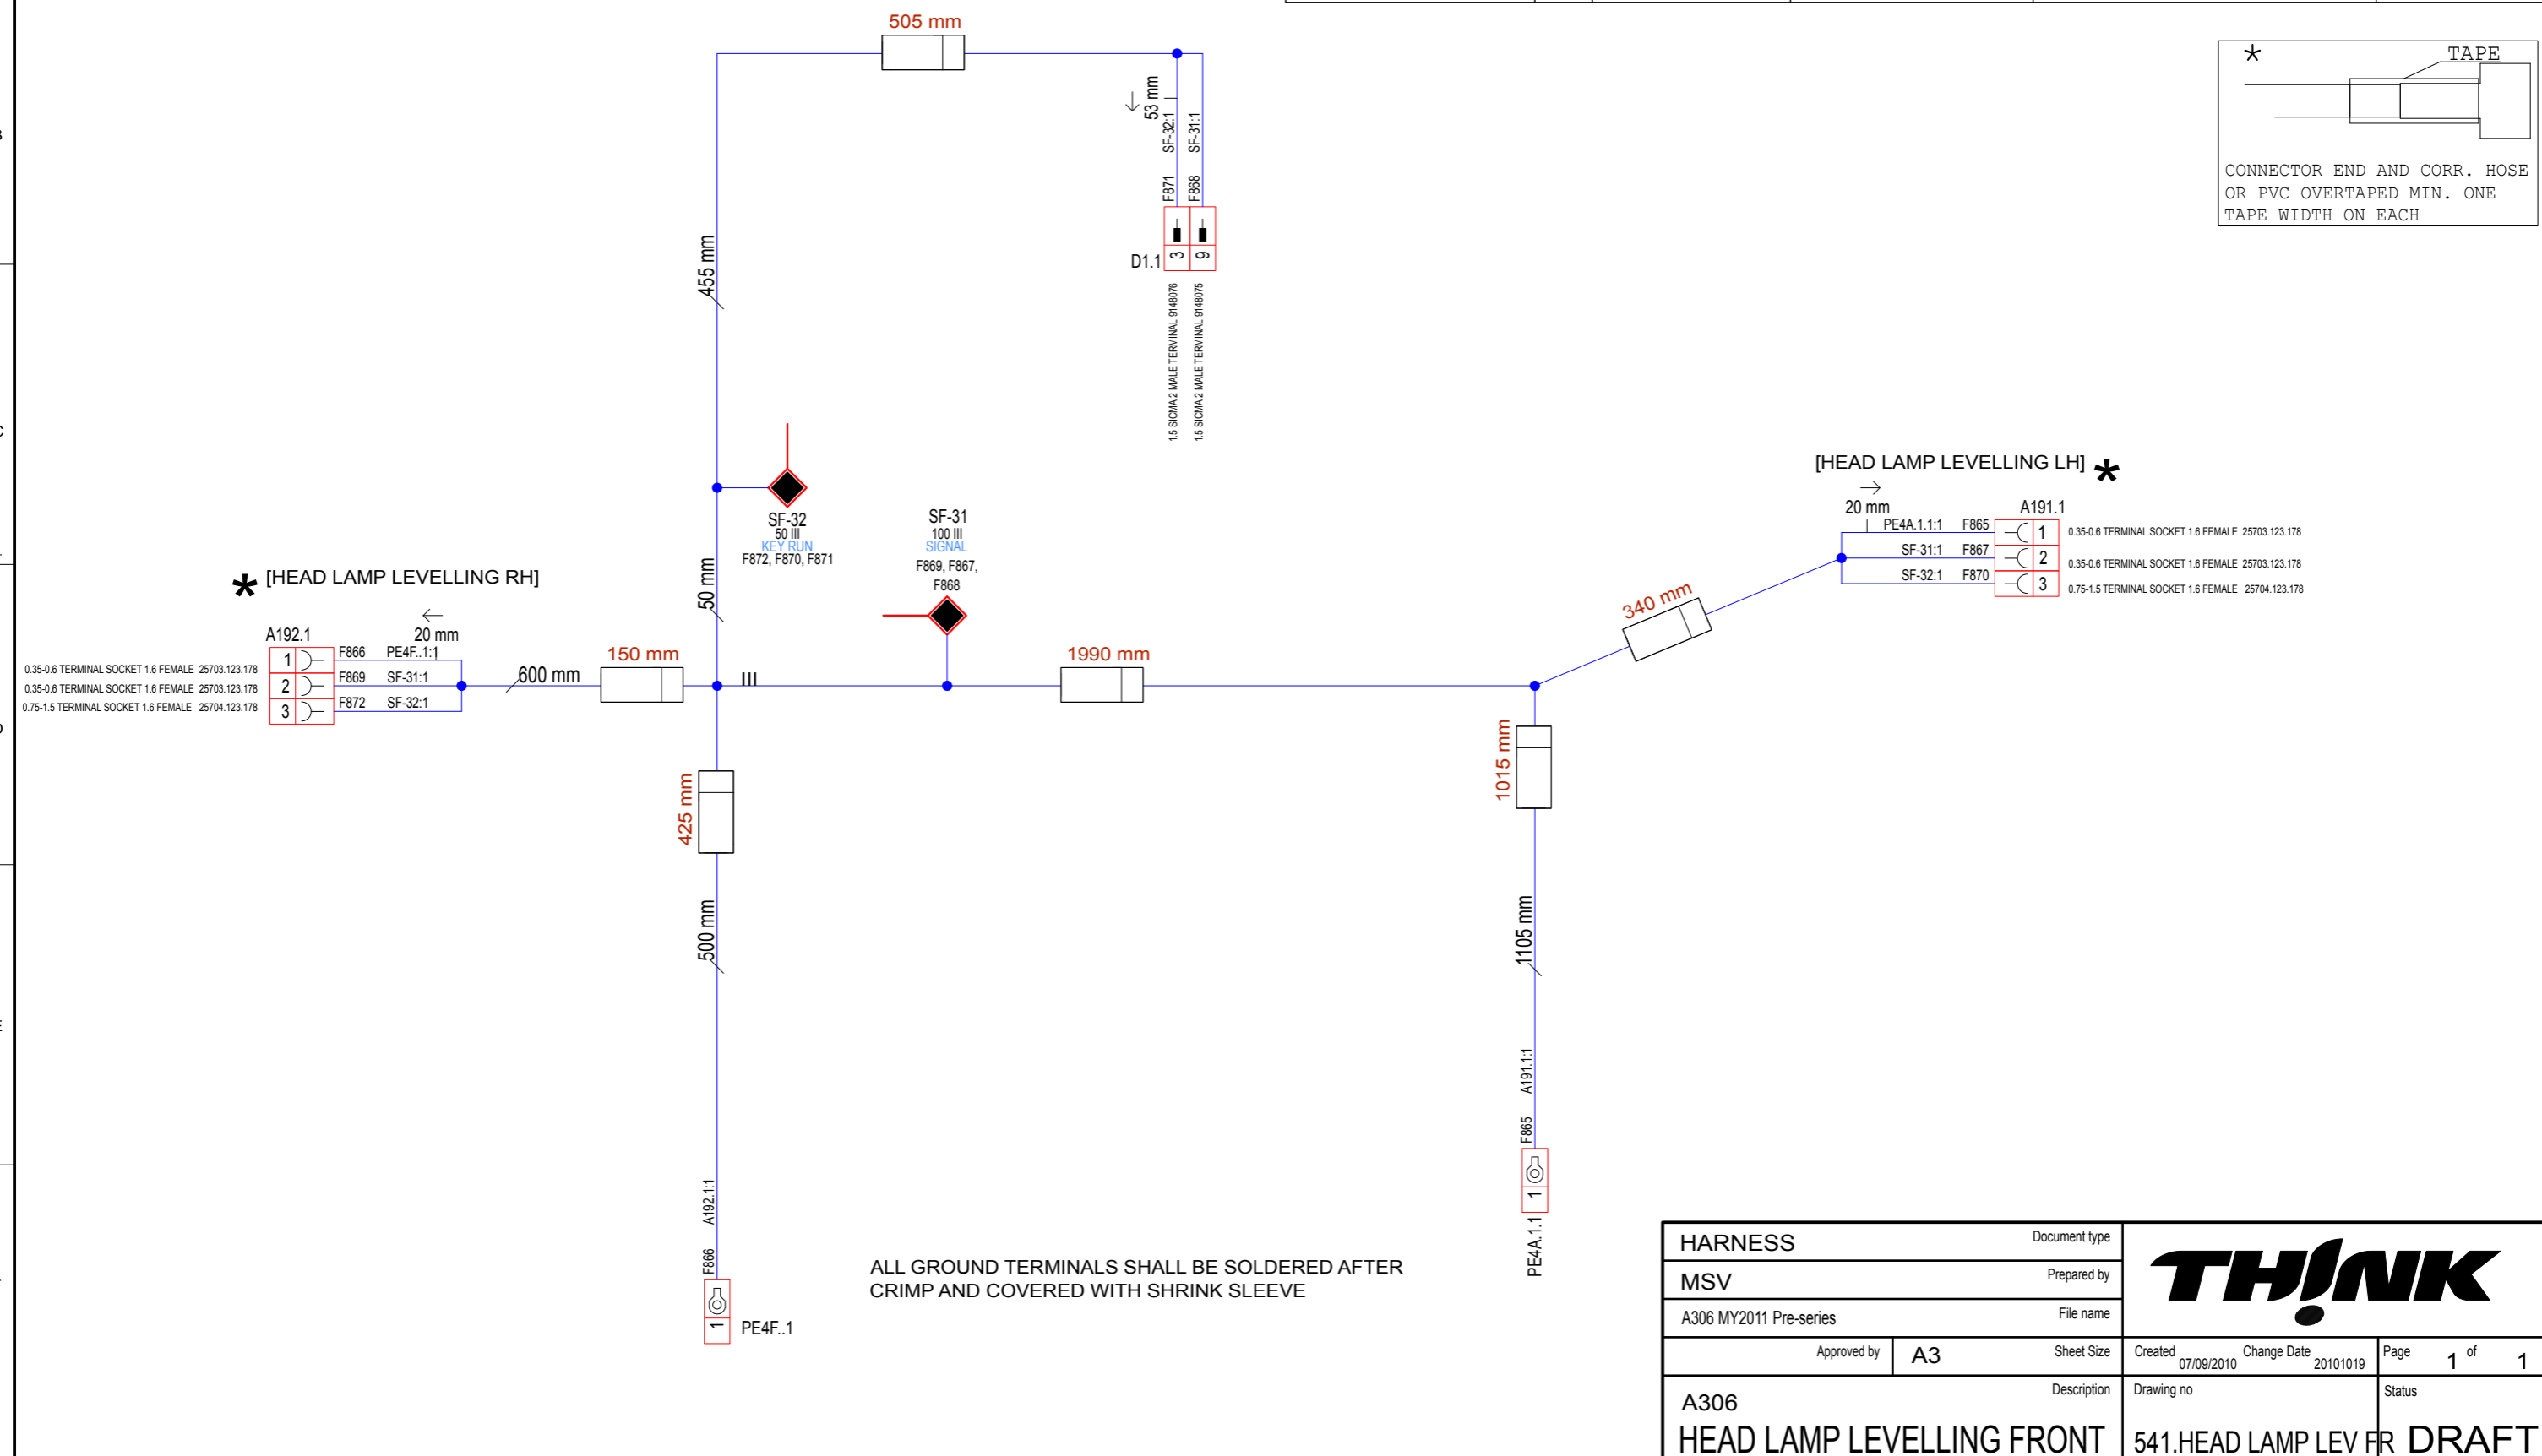 505 mm
*
TAPE
CONNECTOR END AND CORR. HOSE
OR PVC OVERTAPED MIN. ONE
TAPE WIDTH ON EACH
53 mm
SF-32:1
SF-31:1
F871
F868
3
9
D1.1
1.5 SICMA 2 MALE TERMINAL 9148076
1.5 SICMA 2 MALE TERMINAL 9148075
455 mm
C
SF-32
50 III
KEY RUN
F872, F870, F871
SF-31
100 III
SIGNAL
F869, F867,
F868
[HEAD LAMP LEVELLING LH] *
20 mm
A191.1
PE4A.1.1:1 F865 1 0.35-0.6 TERMINAL SOCKET 1.6 FEMALE 25703.123.178
SF-31:1 F867 2 0.35-0.6 TERMINAL SOCKET 1.6 FEMALE 25703.123.178
SF-32:1 F870 3 0.75-1.5 TERMINAL SOCKET 1.6 FEMALE 25704.123.178
* [HEAD LAMP LEVELLING RH]
50 mm
340 mm
A192.1
20 mm
0.35-0.6 TERMINAL SOCKET 1.6 FEMALE 25703.123.178 1 F866 PE4F..1:1
0.35-0.6 TERMINAL SOCKET 1.6 FEMALE 25703.123.178 2 F869 SF-31:1
0.75-1.5 TERMINAL SOCKET 1.6 FEMALE 25704.123.178 3 F872 SF-32:1
600 mm
150 mm
III
1990 mm
425 mm
1015 mm
500 mm
1105 mm
A191.1:1
F865
1
PE4A.1.1
A192.1:1
F866
1
PE4F..1
ALL GROUND TERMINALS SHALL BE SOLDERED AFTER
CRIMP AND COVERED WITH SHRINK SLEEVE
HARNESS Document type
MSV Prepared by
A306 MY2011 Pre-series File name
TH!NK
Approved by A3 Sheet Size
Created 07/09/2010 Change Date 20101019 Page 1 of 1
A306 Description
HEAD LAMP LEVELLING FRONT
Drawing no
541.HEAD LAMP LEV FR
Status
DRAFT